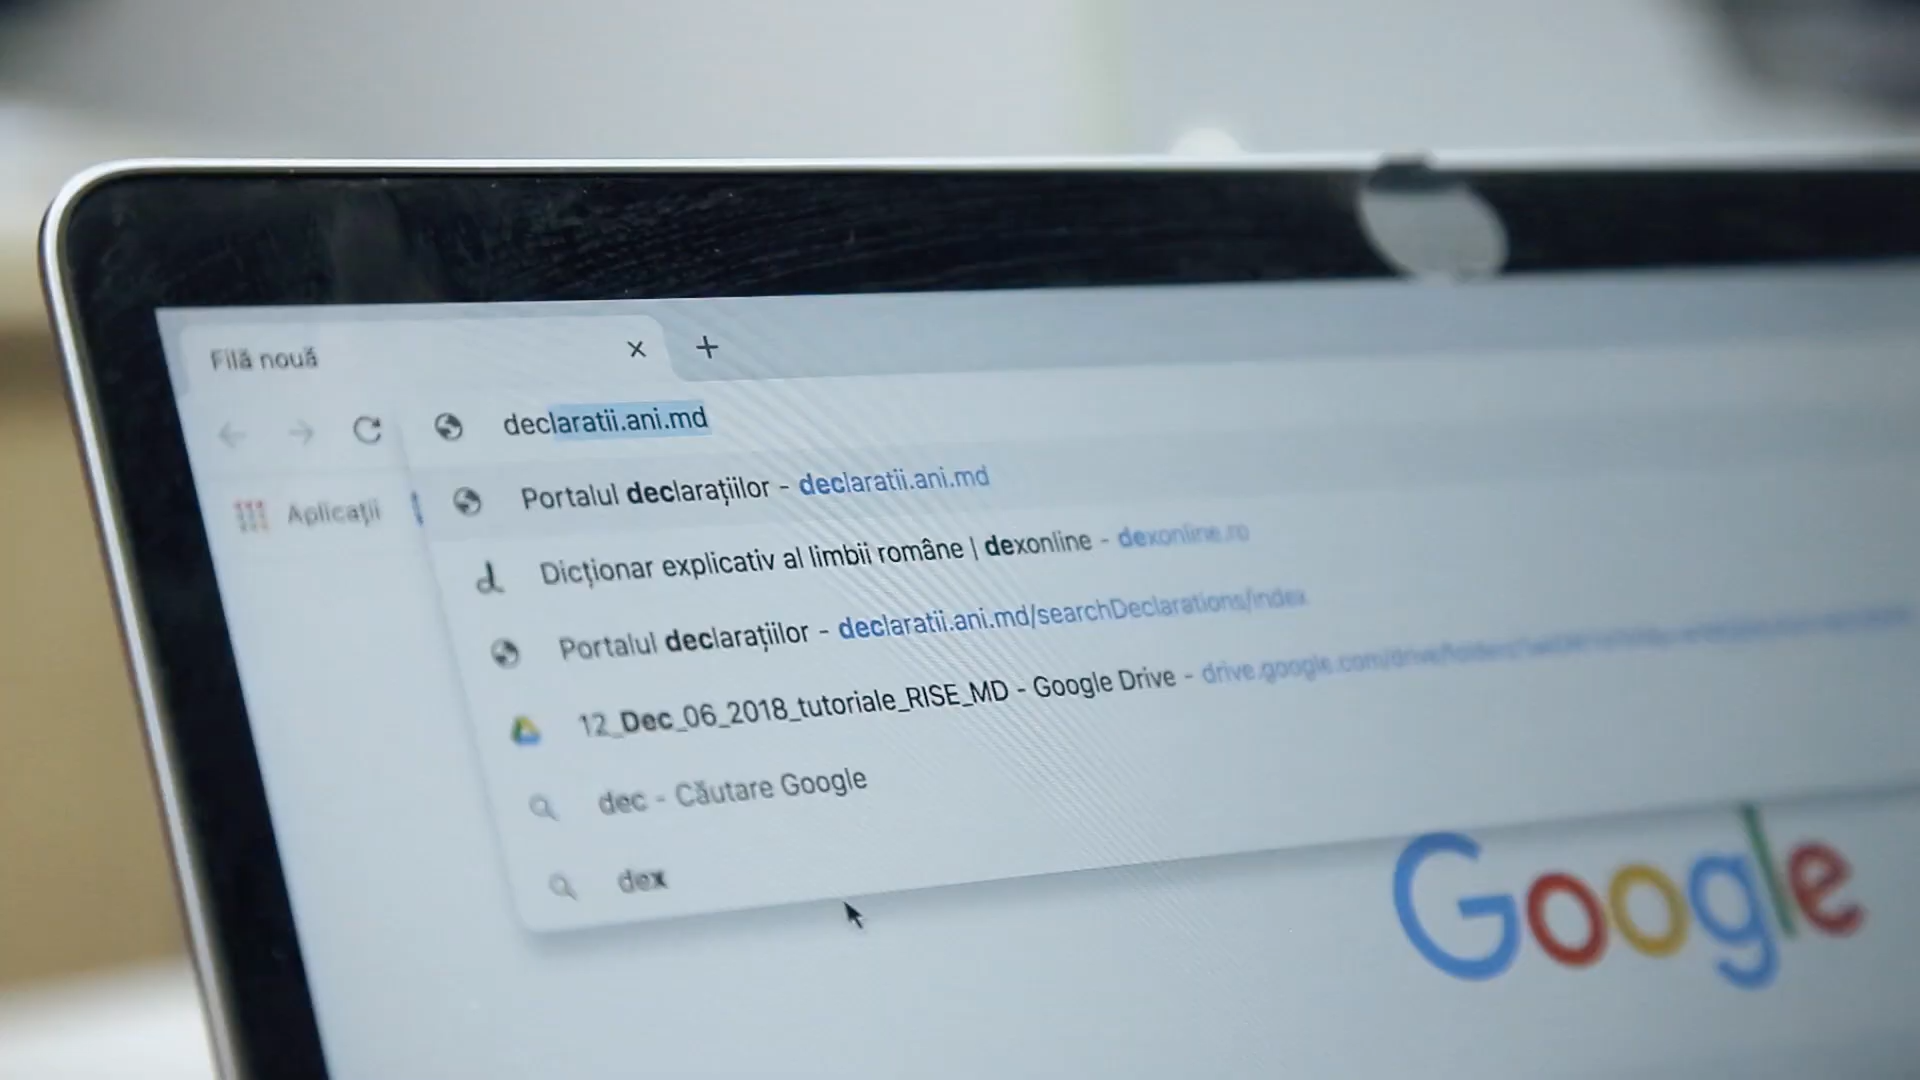 Filă nouă
declaratii.ani.md
Aplicații
Portalul declarațiilor - declaratii.ani.md
Dicționar explicativ al limbii române | dexonline - dexonline.ro
Portalul declarațiilor - declaratii.ani.md/searchDeclarations/index
12_Dec_06_2018_tutoriale_RISE_MD - Google Drive - drive.google.com/drive/folders/
dec - Căutare Google
dex
Google